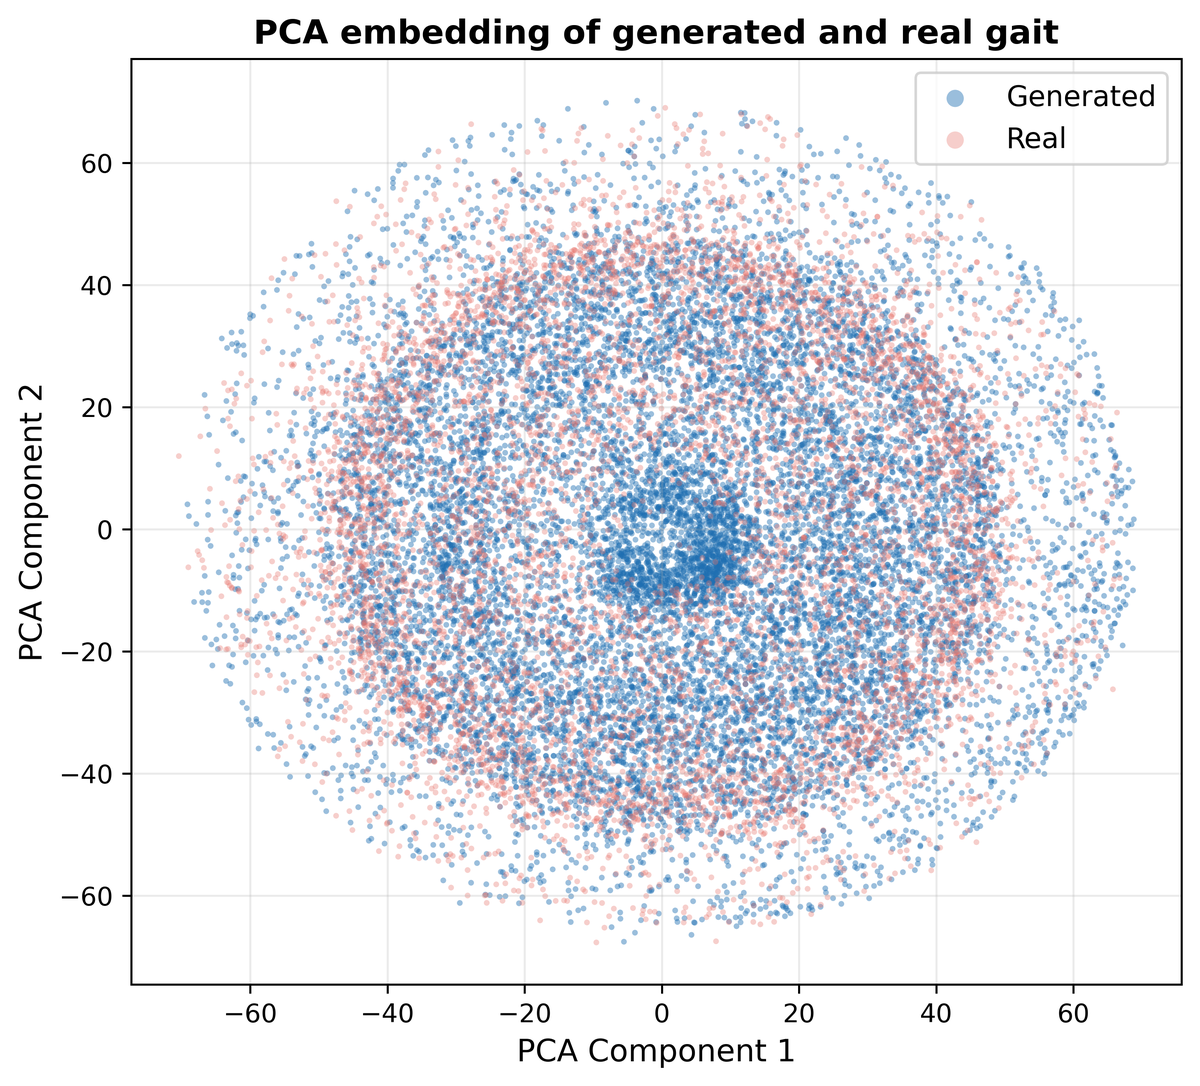 PCA embedding of generated and real gait
Generated
Real
60
40
20
0
−20
−40
−60
PCA Component 2
−60 −40 −20 0 20 40 60
PCA Component 1